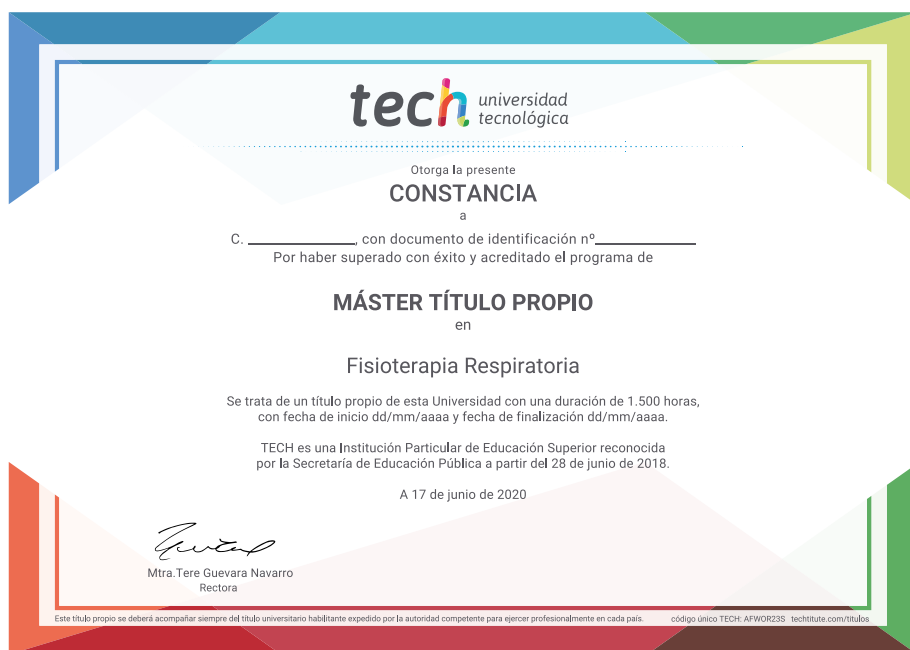 tech universidad
tecnológica
Otorga la presente
CONSTANCIA
a
C. ______________, con documento de identificación nº_____________
Por haber superado con éxito y acreditado el programa de
MÁSTER TÍTULO PROPIO
en
Fisioterapia Respiratoria
Se trata de un título propio de esta Universidad con una duración de 1.500 horas,
con fecha de inicio dd/mm/aaaa y fecha de finalización dd/mm/aaaa.
TECH es una Institución Particular de Educación Superior reconocida
por la Secretaría de Educación Pública a partir del 28 de junio de 2018.
A 17 de junio de 2020
Mtra.Tere Guevara Navarro
Rectora
Este título propio se deberá acompañar siempre del título universitario habilitante expedido por la autoridad competente para ejercer profesionalmente en cada país. código único TECH: AFWOR23S techtitute.com/titulos